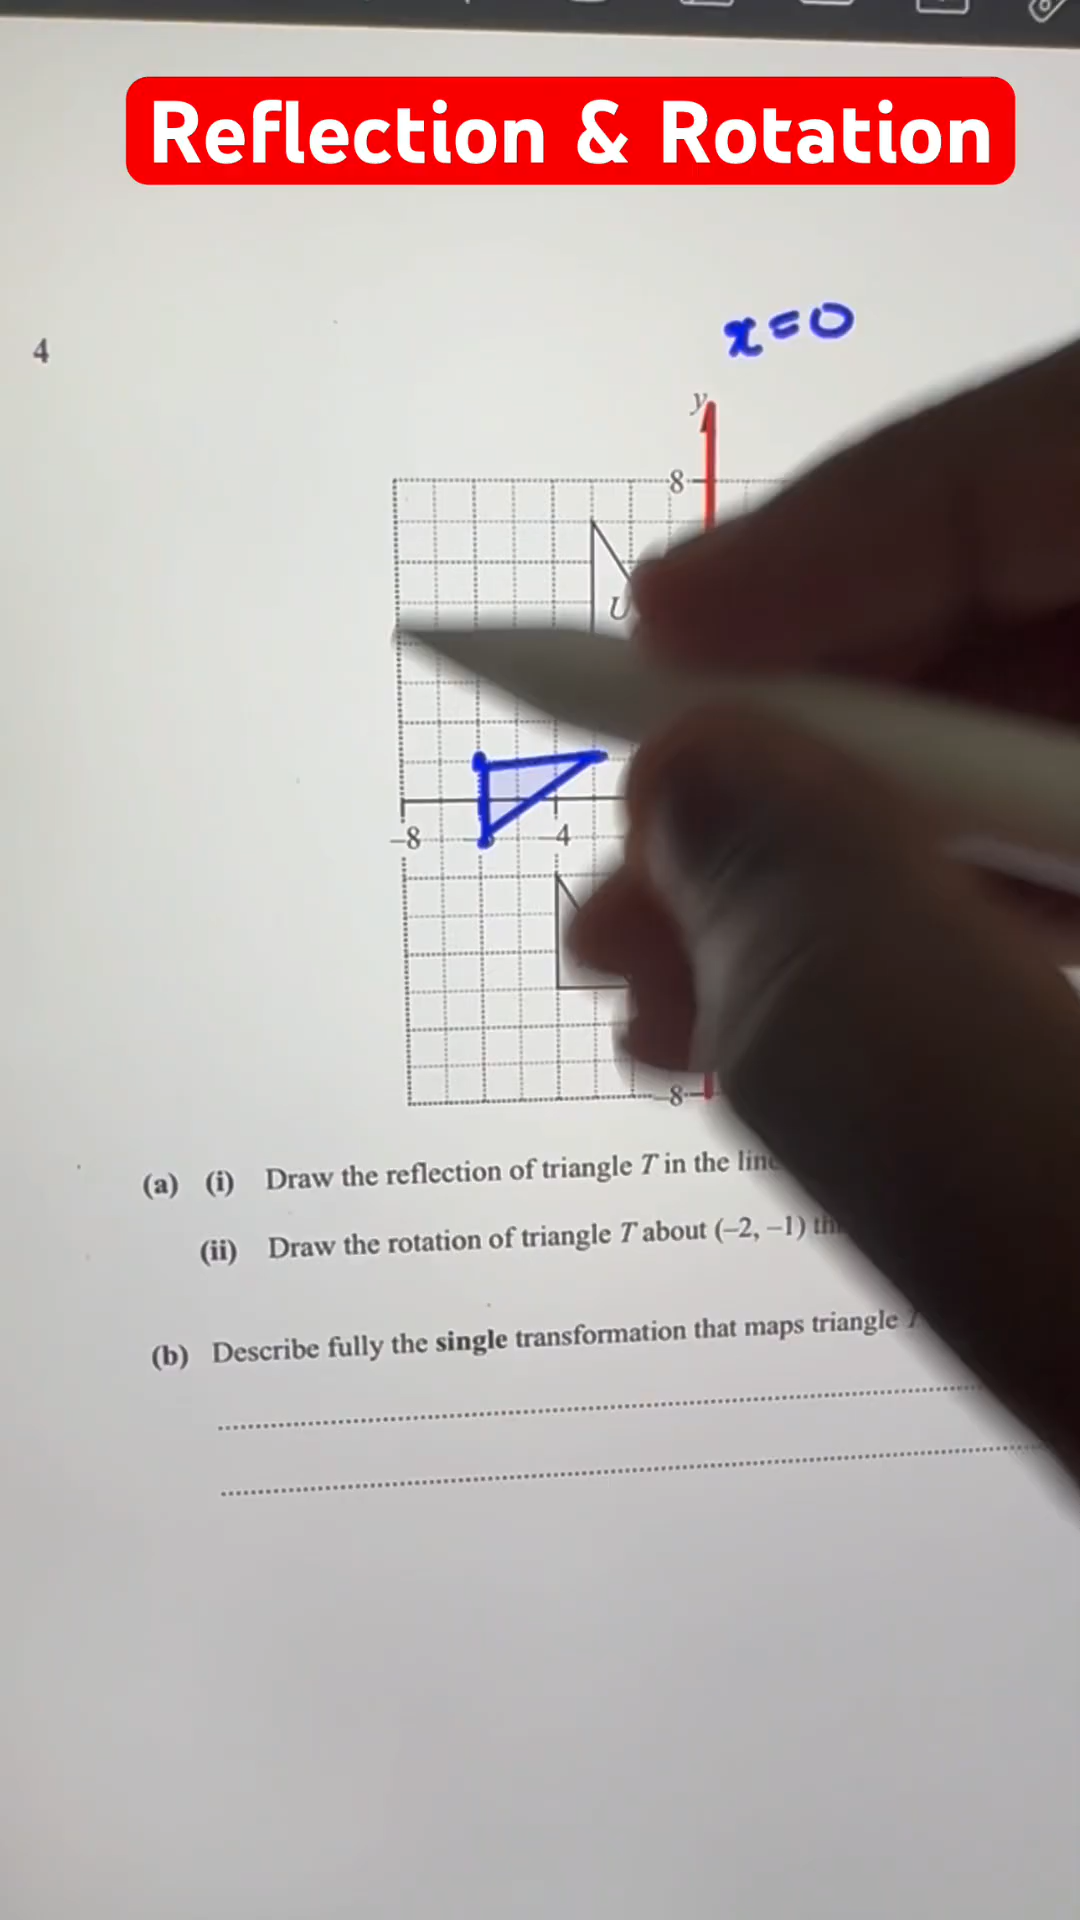 Reflection & Rotation
x=0
4
y
8
U
–8
–4
–8
(a) (i) Draw the reflection of triangle T in the line
(ii) Draw the rotation of triangle T about (–2, –1)
(b) Describe fully the single transformation that maps triangle